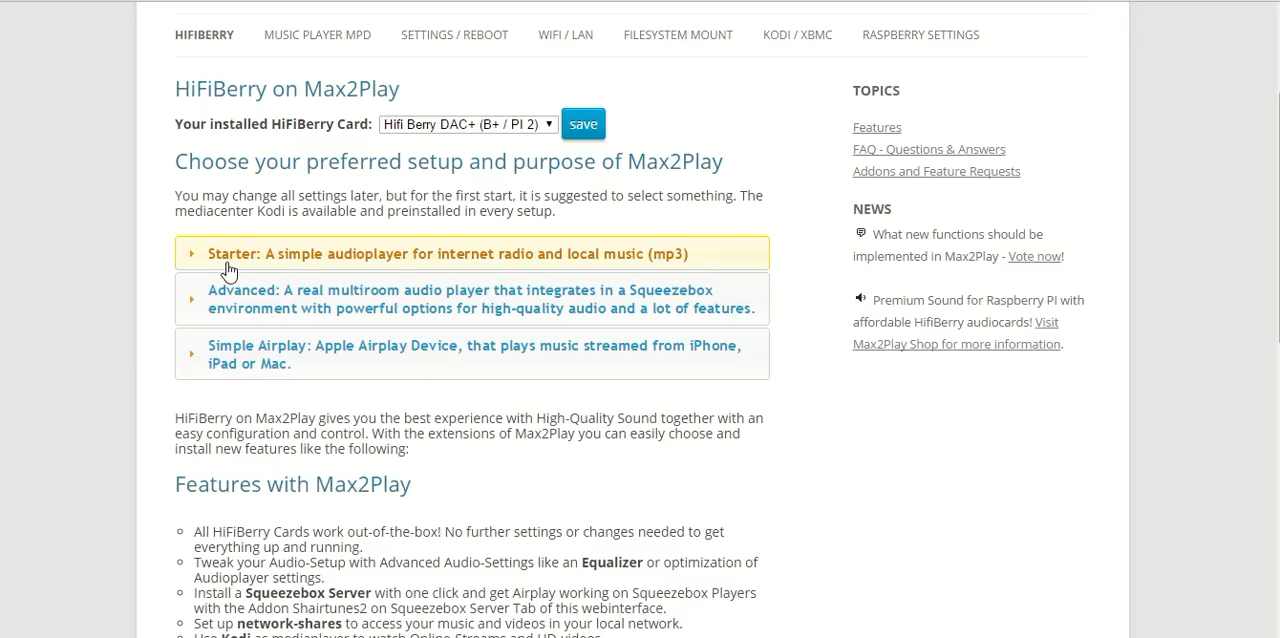 HIFIBERRY MUSIC PLAYER MPD SETTINGS / REBOOT WIFI / LAN FILESYSTEM MOUNT KODI / XBMC RASPBERRY SETTINGS
HiFiBerry on Max2Play
Your installed HiFiBerry Card: Hifi Berry DAC+ (B+ / PI 2) save
Choose your preferred setup and purpose of Max2Play
You may change all settings later, but for the first start, it is suggested to select something. The
mediacenter Kodi is available and preinstalled in every setup.
Starter: A simple audioplayer for internet radio and local music (mp3)
Advanced: A real multiroom audio player that integrates in a Squeezebox
environment with powerful options for high-quality audio and a lot of features.
Simple Airplay: Apple Airplay Device, that plays music streamed from iPhone,
iPad or Mac.
HiFiBerry on Max2Play gives you the best experience with High-Quality Sound together with an
easy configuration and control. With the extensions of Max2Play you can easily choose and
install new features like the following:
Features with Max2Play
All HiFiBerry Cards work out-of-the-box! No further settings or changes needed to get
everything up and running.
Tweak your Audio-Setup with Advanced Audio-Settings like an Equalizer or optimization of
Audioplayer settings.
Install a Squeezebox Server with one click and get Airplay working on Squeezebox Players
with the Addon Shairtunes2 on Squeezebox Server Tab of this webinterface.
Set up network-shares to access your music and videos in your local network.
Use Kodi as mediaplayer to watch Online-Streams and HD-videos
TOPICS
Features
FAQ - Questions & Answers
Addons and Feature Requests
NEWS
What new functions should be
implemented in Max2Play - Vote now!
Premium Sound for Raspberry PI with
affordable HifiBerry audiocards! Visit
Max2Play Shop for more information.